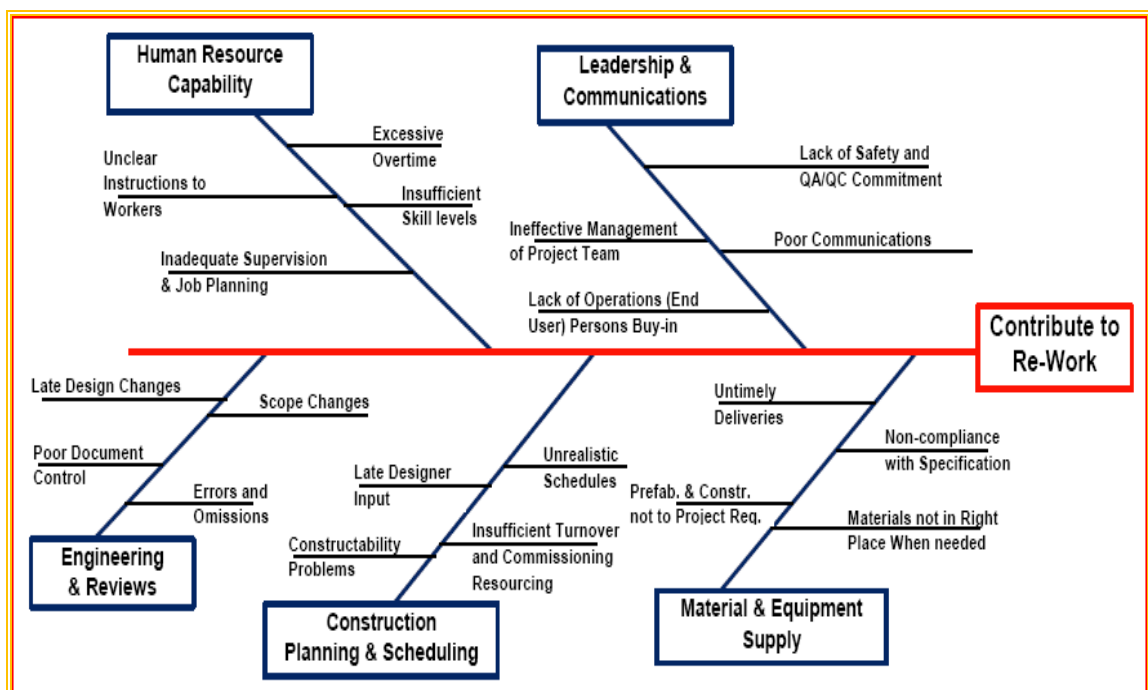 Human Resource
Capability
Leadership &
Communications
Excessive
Overtime
Unclear
Instructions to
Workers
Insufficient
Skill levels
Inadequate Supervision
& Job Planning
Lack of Safety and
QA/QC Commitment
Ineffective Management
of Project Team
Poor Communications
Lack of Operations (End
User) Persons Buy-in
Contribute to
Re-Work
Late Design Changes
Scope Changes
Poor Document
Control
Errors and
Omissions
Engineering
& Reviews
Late Designer
Input
Unrealistic
Schedules
Constructability
Problems
Insufficient Turnover
and Commissioning
Resourcing
Construction
Planning & Scheduling
Untimely
Deliveries
Non-compliance
with Specification
Prefab. & Constr.
not to Project Req.
Materials not in Right
Place When needed
Material & Equipment
Supply